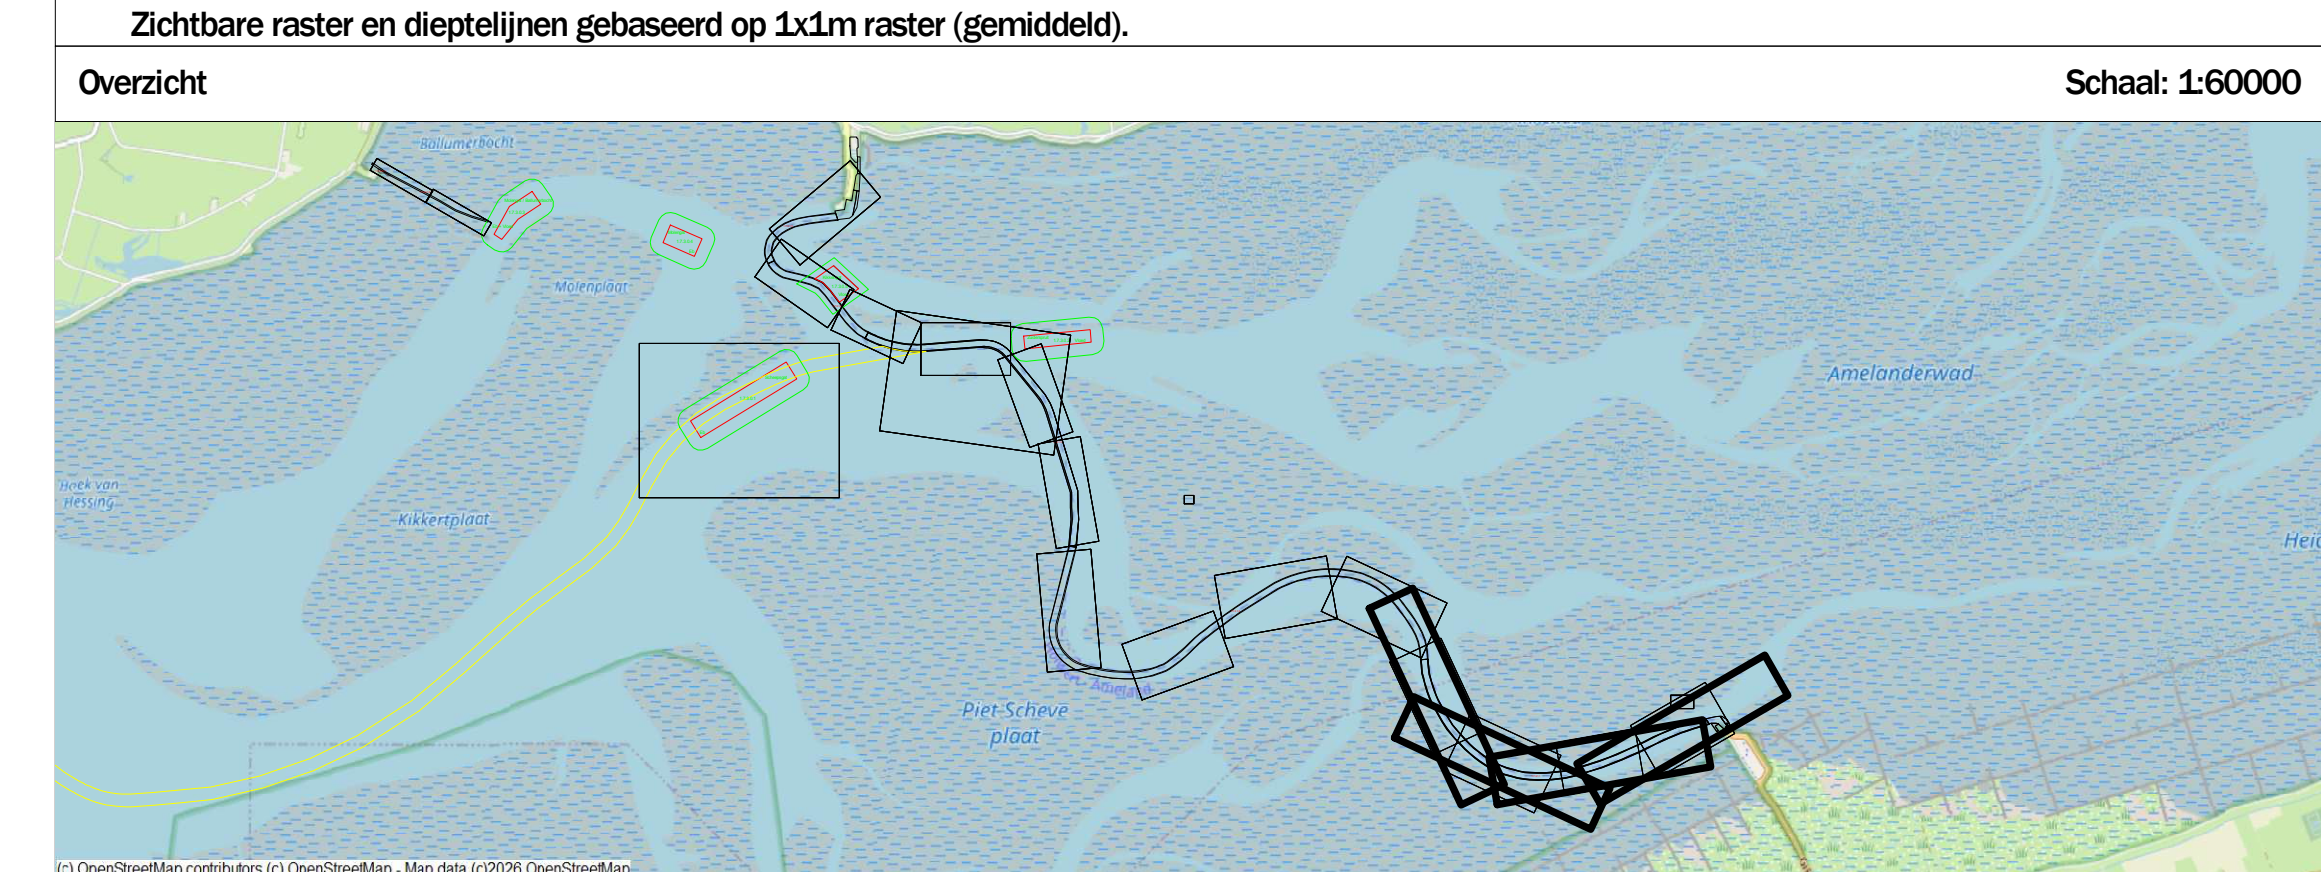 Zichtbare raster en dieptelijnen gebaseerd op 1x1m raster (gemiddeld).
Overzicht
Schaal: 1:60000
Ballumerbocht
Molenplaat
Amelanderwad
Hoek van
Hessing
Kikkertplaat
Ameland
Piet Scheve
plaat
(c) OpenStreetMap contributors (c) OpenStreetMap - Map data (c)2026 OpenStreetMap